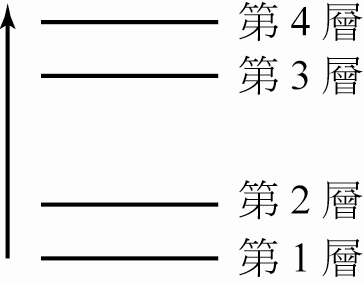 第 4 層
第 3 層
第 2 層
第 1 層